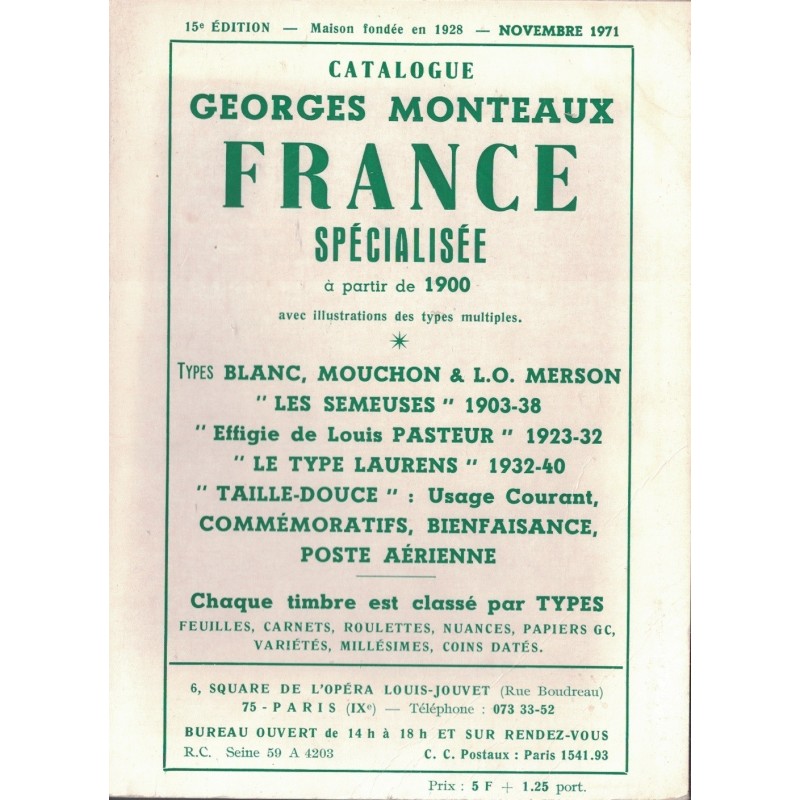 15e ÉDITION — Maison fondée en 1928 — NOVEMBRE 1971
CATALOGUE
GEORGES MONTEAUX
FRANCE
SPÉCIALISÉE
à partir de 1900
avec illustrations des types multiples.
TYPES BLANC, MOUCHON & L.O. MERSON
" LES SEMEUSES " 1903-38
" Effigie de Louis PASTEUR " 1923-32
" LE TYPE LAURENS " 1932-40
" TAILLE-DOUCE " : Usage Courant,
COMMÉMORATIFS, BIENFAISANCE,
POSTE AÉRIENNE
Chaque timbre est classé par TYPES
FEUILLES, CARNETS, ROULETTES, NUANCES, PAPIERS GC,
VARIÉTÉS, MILLÉSIMES, COINS DATÉS.
6, SQUARE DE L'OPÉRA LOUIS-JOUVET (Rue Boudreau)
75 - PARIS (IXe) — Téléphone : 073 33-52
BUREAU OUVERT de 14 h à 18 h ET SUR RENDEZ-VOUS
R.C. Seine 59 A 4203 C. C. Postaux : Paris 1541.93
Prix : 5 F + 1.25 port.